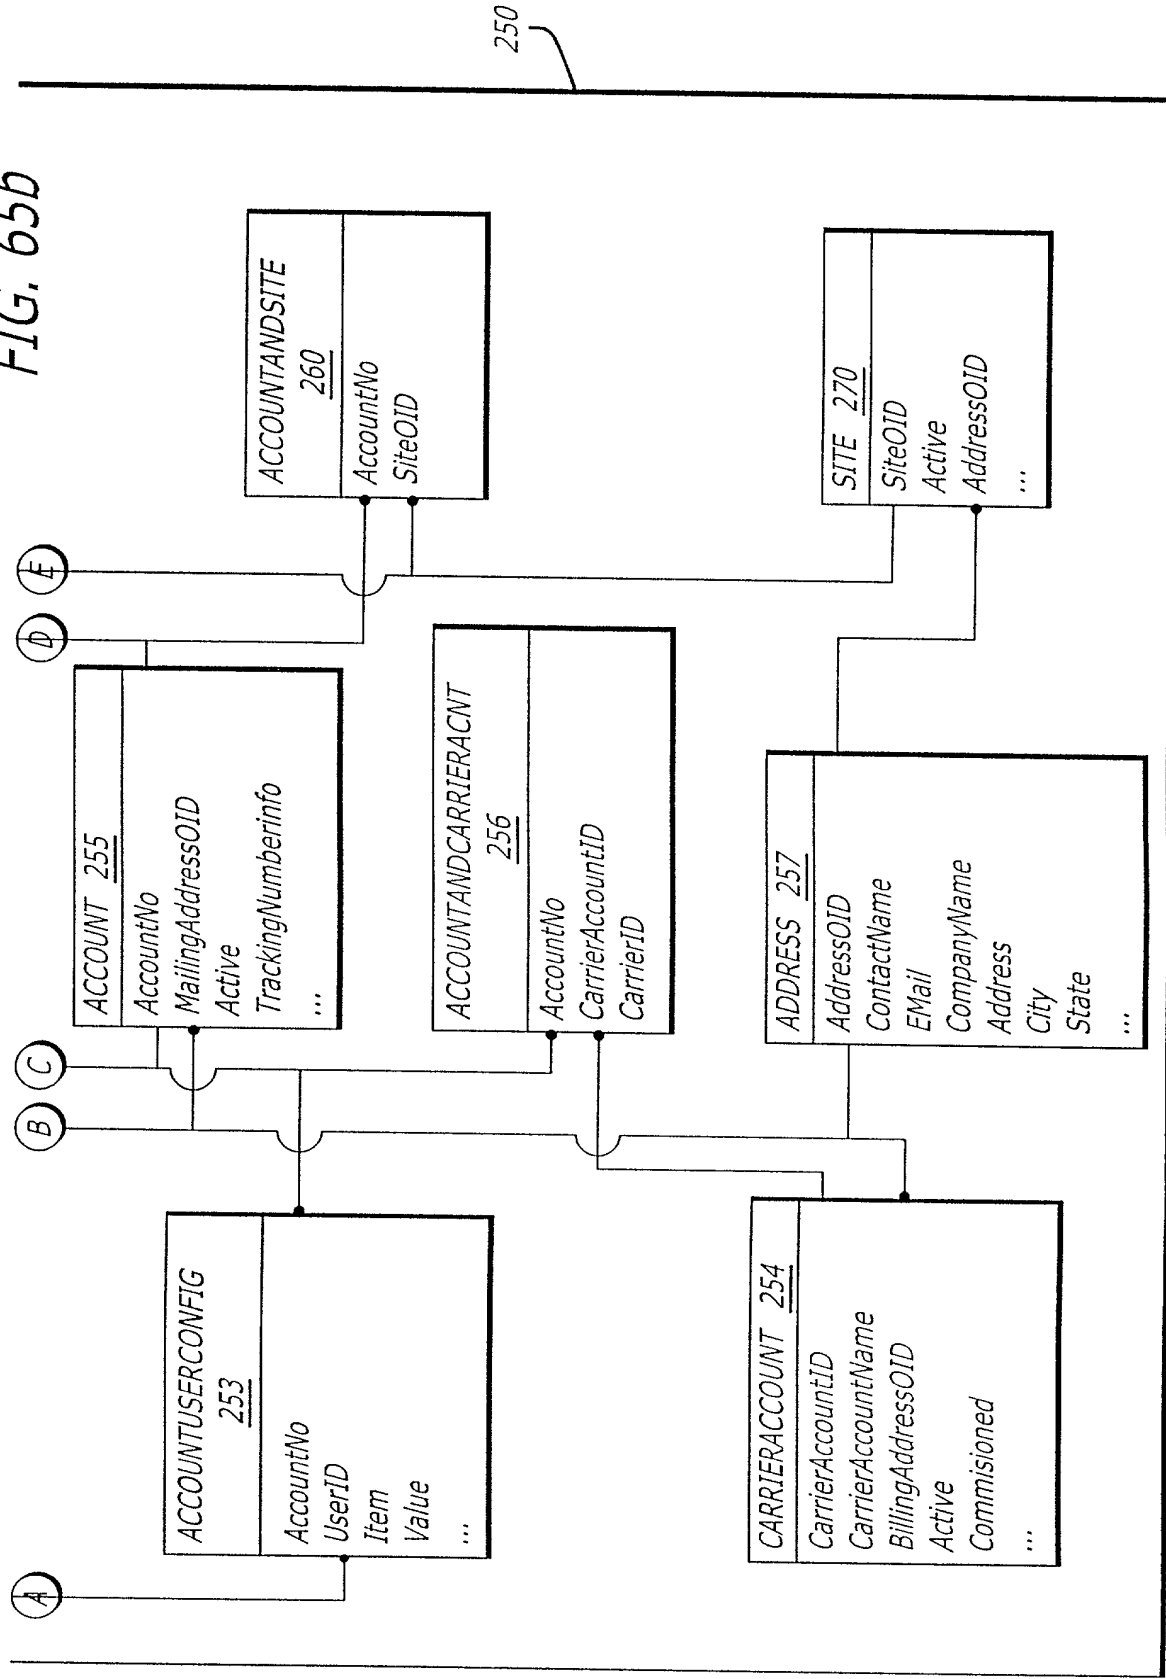 FIG. 65b
A
B
C
D
E
ACCOUNTUSERCONFIG
253
AccountNo
UserID
Item
Value
...
ACCOUNT 255
AccountNo
MailingAddressOID
Active
TrackingNumberinfo
...
ACCOUNTANDSITE
260
AccountNo
SiteOID
ACCOUNTANDCARRIERACNT
256
AccountNo
CarrierAccountID
CarrierID
250
CARRIERACCOUNT 254
CarrierAccountID
CarrierAccountName
BillingAddressOID
Active
Commisioned
...
ADDRESS 257
AddressOID
ContactName
EMail
CompanyName
Address
City
State
...
SITE 270
SiteOID
Active
AddressOID
...